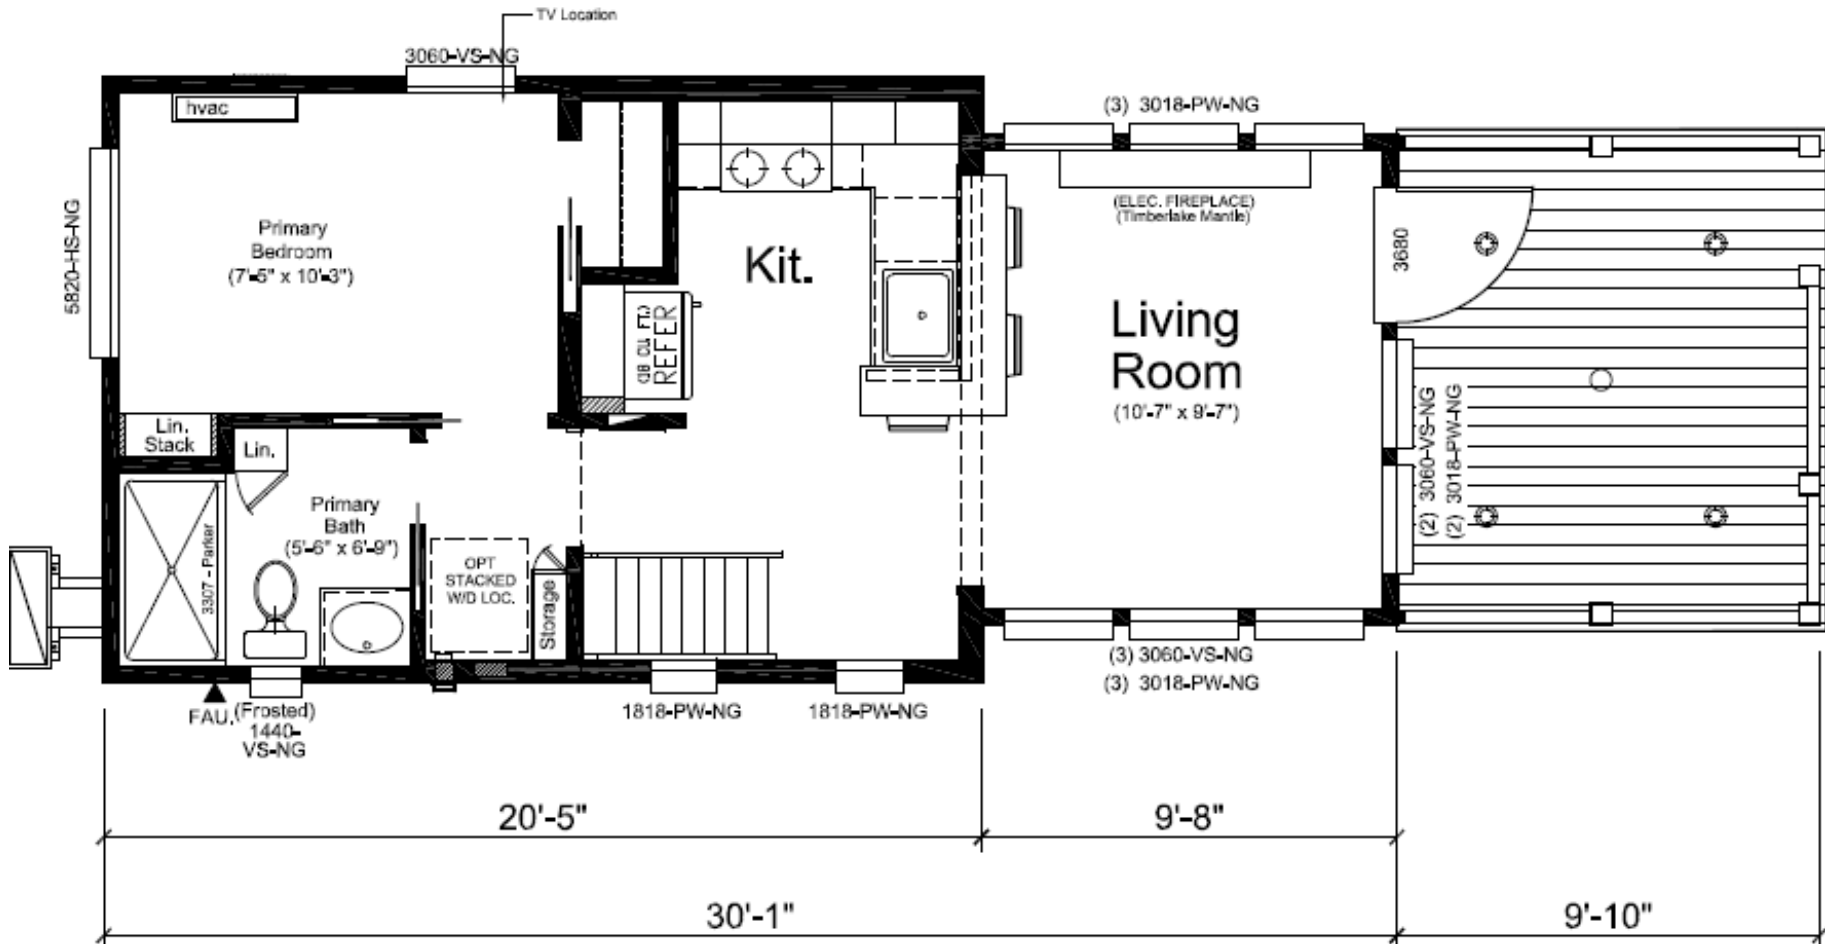 TV Location
3060-VS-NG
(3) 3018-PW-NG
hvac
5820-HS-NG
Primary
Bedroom
(7'-5" x 10'-3")
Kit.
(18 CU. FT.)
REFER
(ELEC. FIREPLACE)
(Timberlake Mantle)
Living
Room
(10'-7" x 9'-7")
3680
(2) 3060-VS-NG
(2) 3018-PW-NG
Lin.
Stack
Lin.
Primary
Bath
(5'-6" x 6'-9")
3307 - Parker
OPT
STACKED
W/D LOC.
Storage
FAU.
(Frosted)
1440-
VS-NG
1818-PW-NG
1818-PW-NG
(3) 3060-VS-NG
(3) 3018-PW-NG
20'-5"
9'-8"
30'-1"
9'-10"